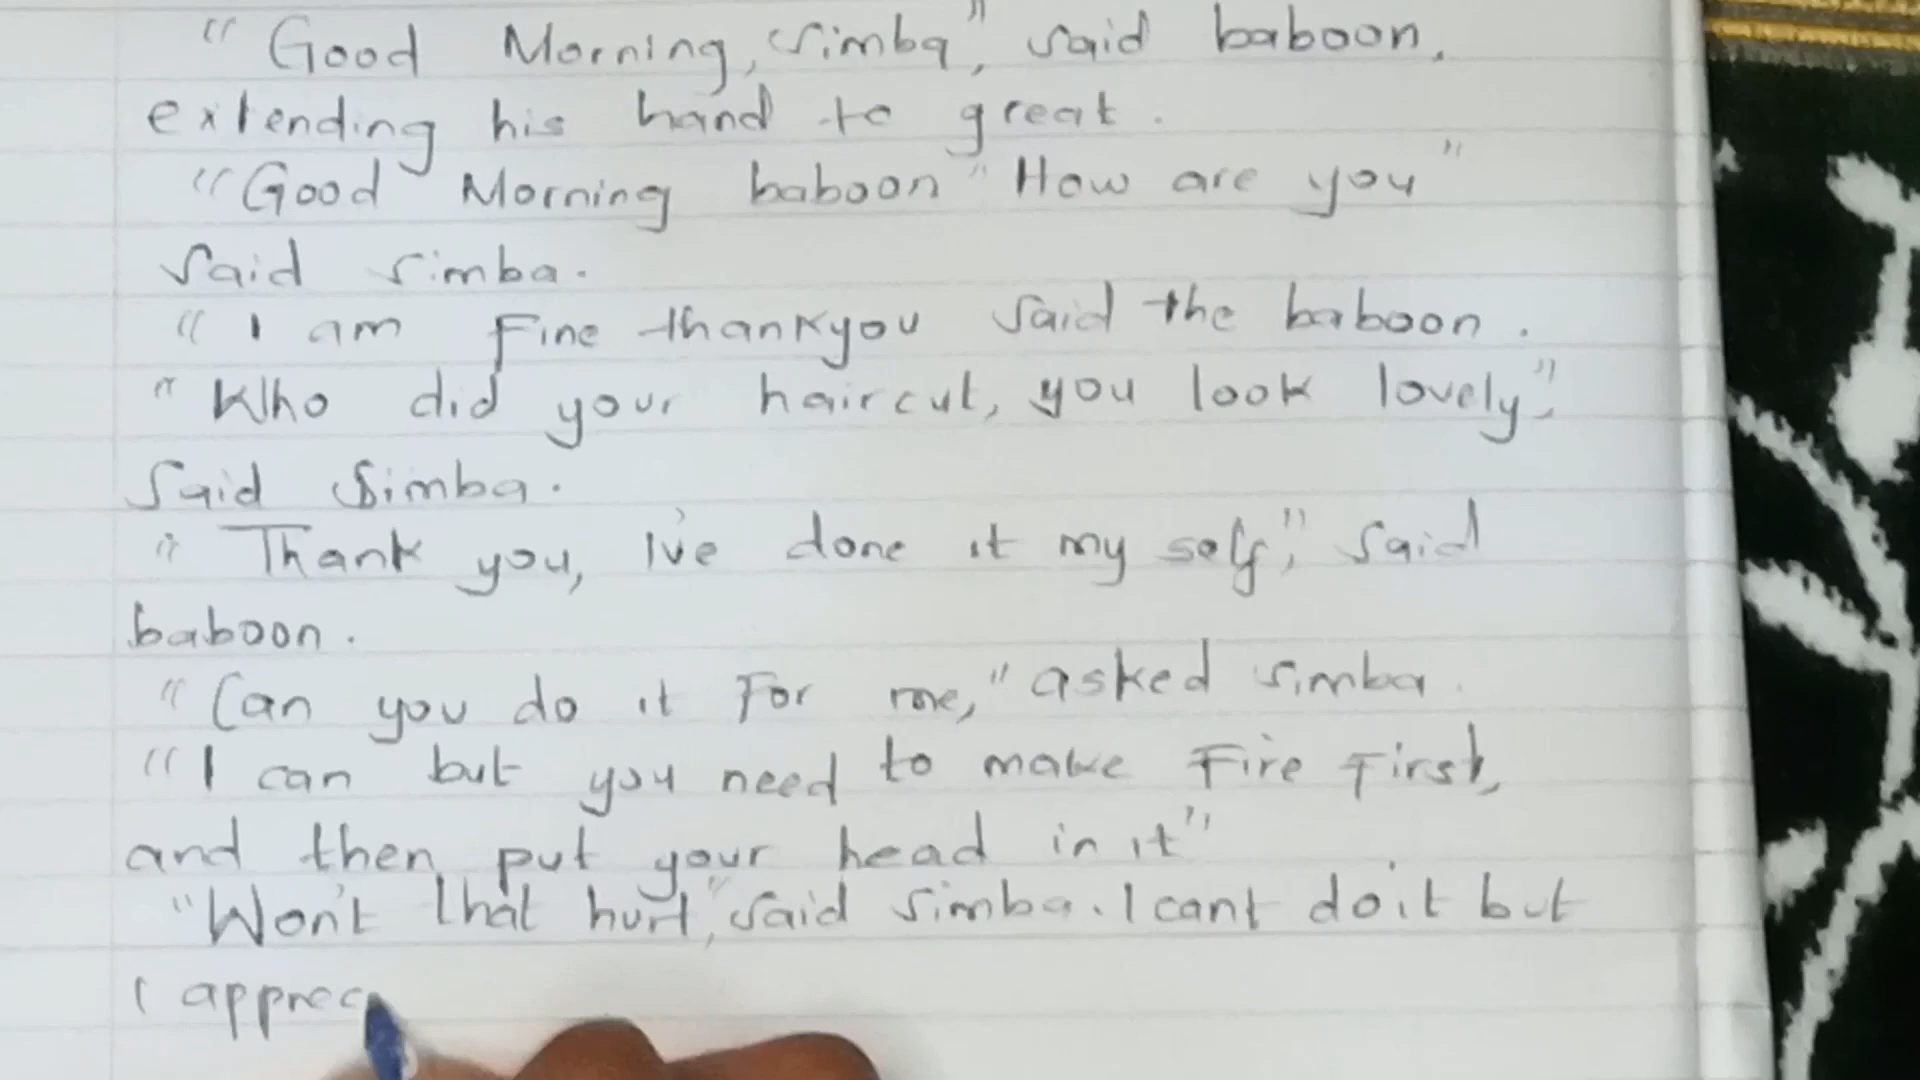 "Good Morning, Simba", said baboon,
extending his hand to great.
"Good Morning baboon" How are you"
Said simba.
"I am Fine thankyou said the baboon.
"Who did your haircut, you look lovely",
Said Simba.
"Thank you, I've done it my self", said
baboon.
"Can you do it For me," asked simba.
"I can but you need to make Fire First,
and then put your head in it"
"Won't that hurt", said simba. I cant do it but
I apprec